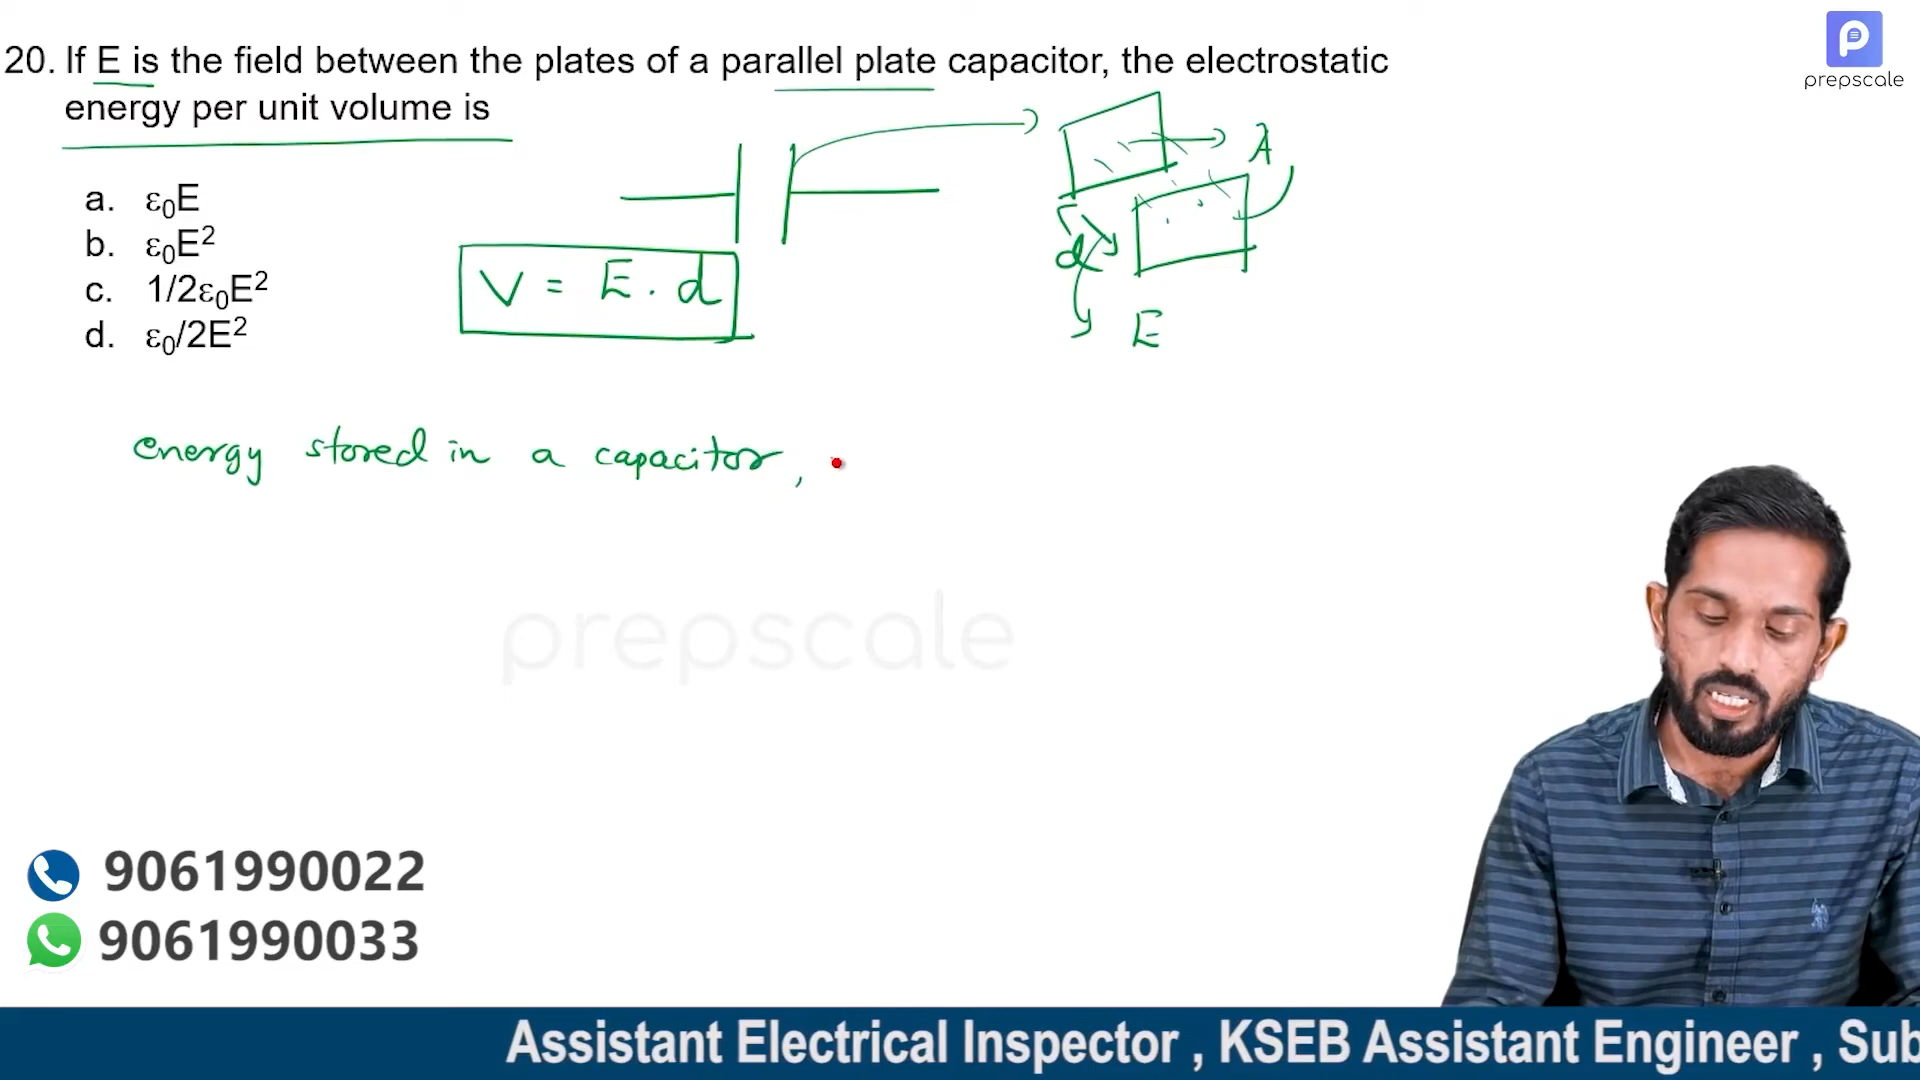 20. If E is the field between the plates of a parallel plate capacitor, the electrostatic
energy per unit volume is
a. ε₀E
b. ε₀E²
c. 1/2ε₀E²
d. ε₀/2E²
V = E . d
A
d
E
energy stored in a capacitor,
prepscale
prepscale
9061990022
9061990033
Assistant Electrical Inspector , KSEB Assistant Engineer , Sub